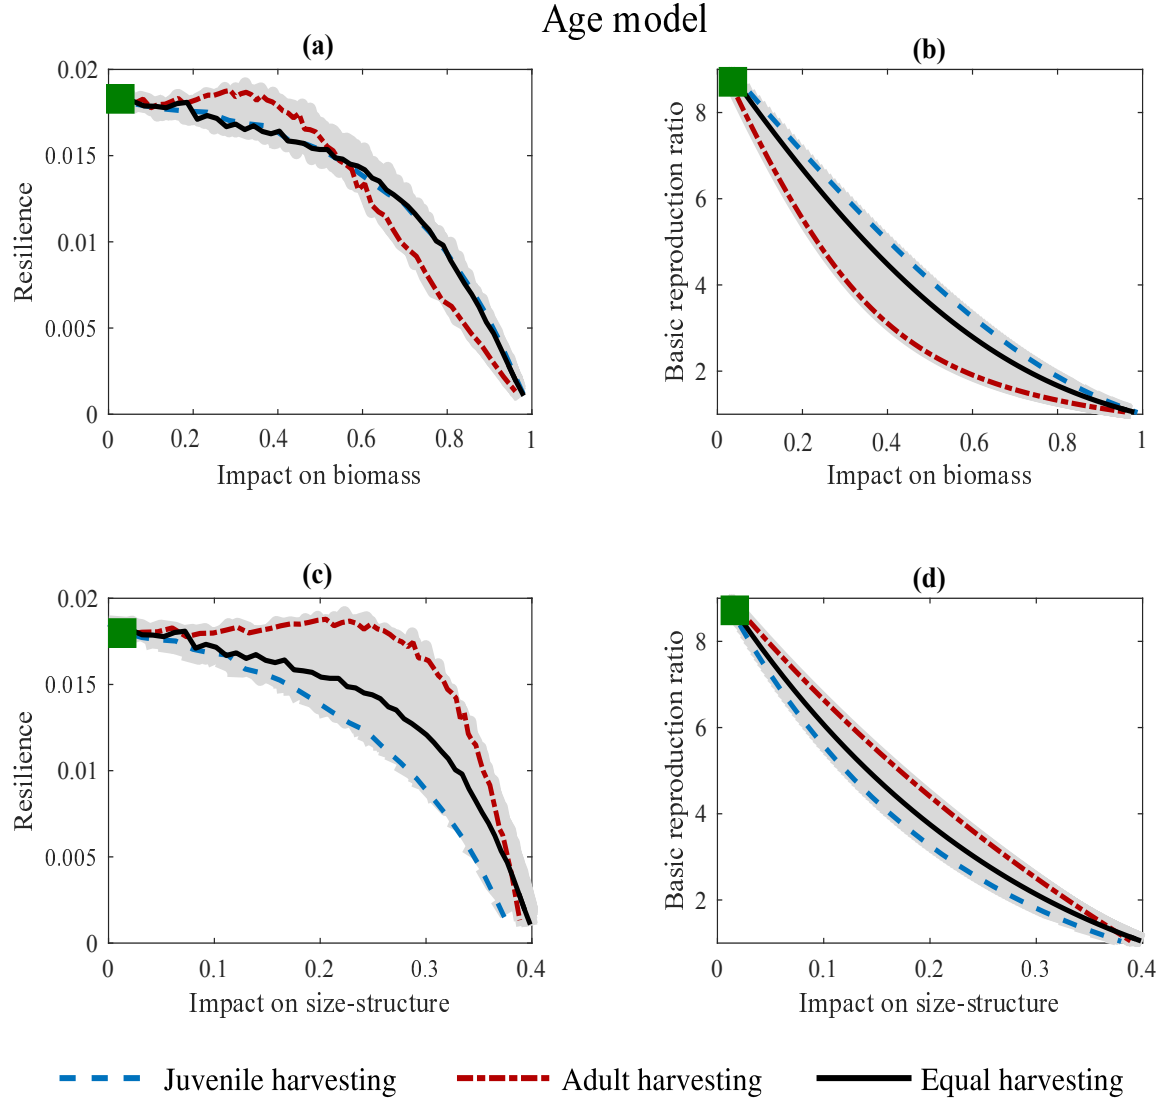 Age model
(a)
0.02
0.015
0.01
0.005
0
Resilience
0
0.2
0.4
0.6
0.8
1
Impact on biomass
(b)
8
6
4
2
Basic reproduction ratio
0
0.2
0.4
0.6
0.8
1
Impact on biomass
(c)
0.02
0.015
0.01
0.005
0
Resilience
0
0.1
0.2
0.3
0.4
Impact on size-structure
(d)
8
6
4
2
Basic reproduction ratio
0
0.1
0.2
0.3
0.4
Impact on size-structure
Juvenile harvesting
Adult harvesting
Equal harvesting